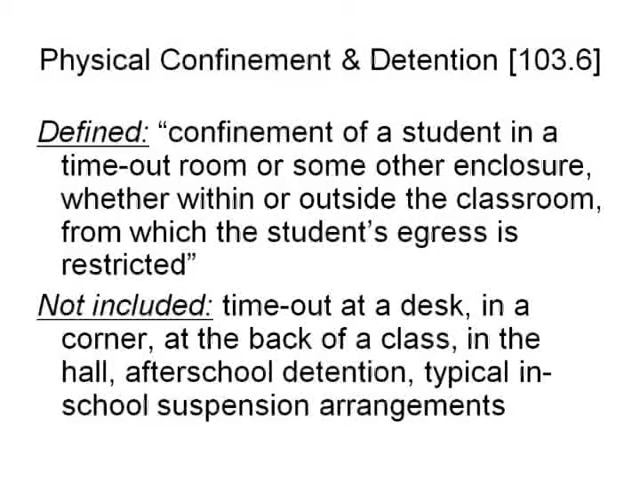 Physical Confinement & Detention [103.6]
Defined: “confinement of a student in a
time-out room or some other enclosure,
whether within or outside the classroom,
from which the student’s egress is
restricted”
Not included: time-out at a desk, in a
corner, at the back of a class, in the
hall, afterschool detention, typical in-
school suspension arrangements